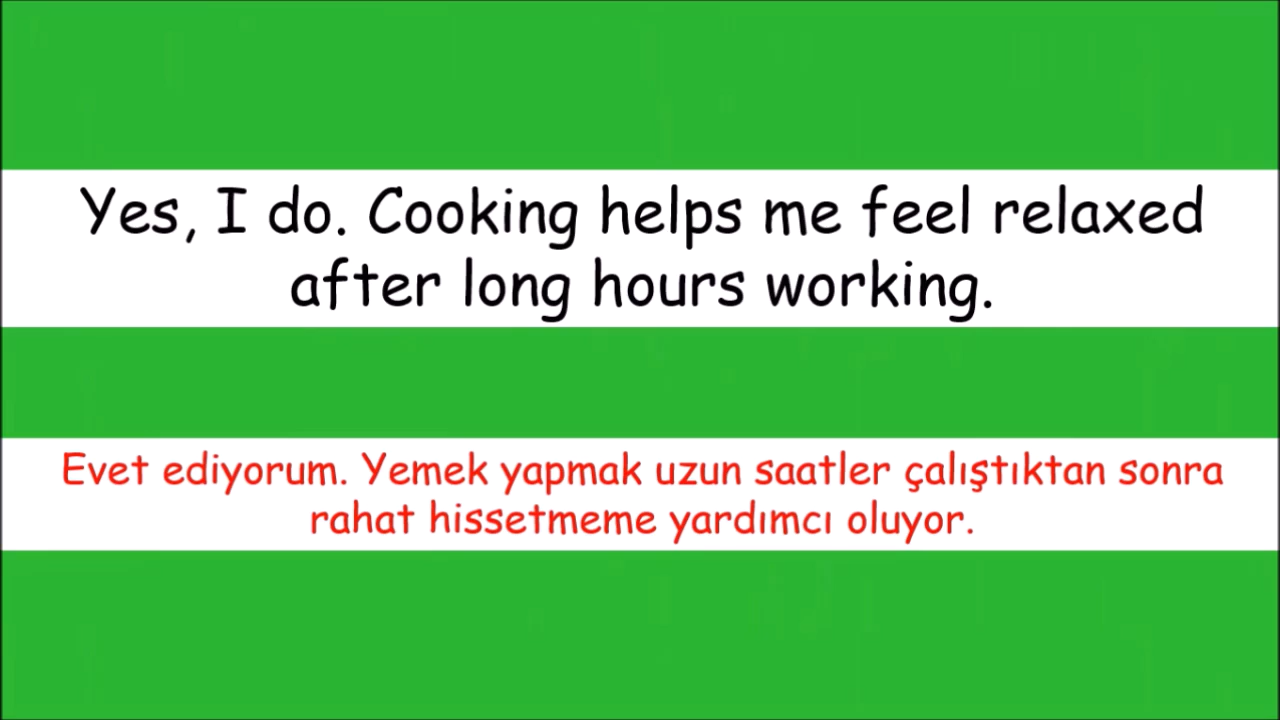 Yes, I do. Cooking helps me feel relaxed
after long hours working.
Evet ediyorum. Yemek yapmak uzun saatler çalıştıktan sonra
rahat hissetmeme yardımcı oluyor.